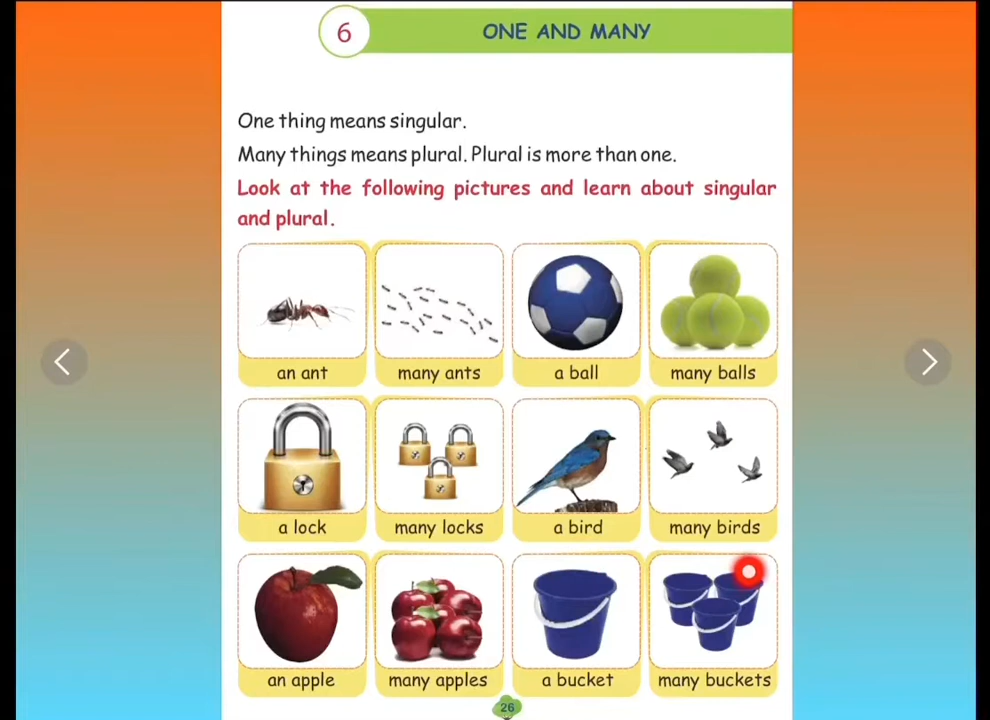 6
ONE AND MANY
One thing means singular.
Many things means plural. Plural is more than one.
Look at the following pictures and learn about singular
and plural.
an ant
many ants
a ball
many balls
a lock
many locks
a bird
many birds
an apple
many apples
a bucket
many buckets
26